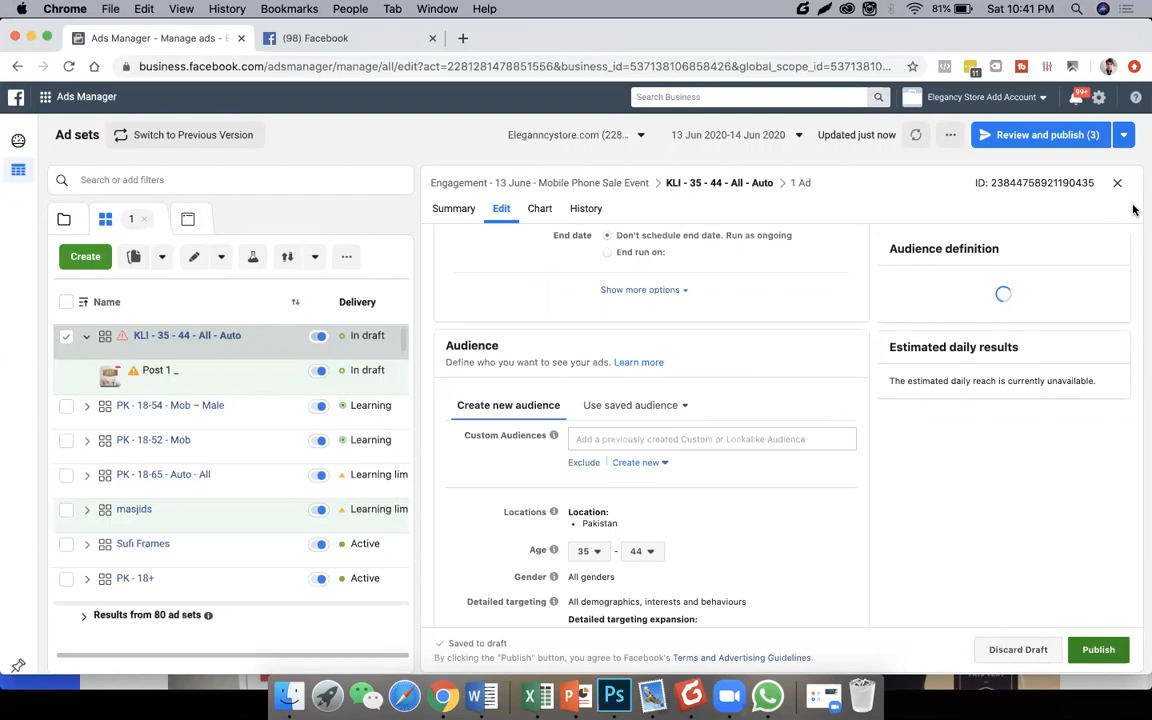 Chrome File Edit View History Bookmarks People Tab Window Help 81% Sat 10:41 PM
Ads Manager - Manage ads - E (98) Facebook
business.facebook.com/adsmanager/manage/all/edit?act=2281281478851556&business_id=537138106858426&global_scope_id=53713810...
11
Ads Manager Search Business Elegancy Store Add Account 99+
Ad sets Switch to Previous Version Eleganncystore.com (228... 13 Jun 2020-14 Jun 2020 Updated just now Review and publish (3)
Search or add filters
Engagement - 13 June - Mobile Phone Sale Event > KLI - 35 - 44 - All - Auto > 1 Ad ID: 23844758921190435
Summary Edit Chart History
1
Create
Name Delivery
KLI - 35 - 44 - All - Auto In draft
Post 1 _ In draft
PK - 18-54 - Mob – Male Learning
PK - 18-52 - Mob Learning
PK - 18-65 - Auto - All Learning lim
masjids Learning lim
Sufi Frames Active
PK - 18+ Active
Results from 80 ad sets
End date Don't schedule end date. Run as ongoing
End run on:
Show more options
Audience
Define who you want to see your ads. Learn more
Create new audience Use saved audience
Custom Audiences Add a previously created Custom or Lookalike Audience
Exclude Create new
Locations Location:
• Pakistan
Age 35 - 44
Gender All genders
Detailed targeting All demographics, interests and behaviours
Detailed targeting expansion:
Audience definition
Estimated daily results
The estimated daily reach is currently unavailable.
Saved to draft
By clicking the "Publish" button, you agree to Facebook's Terms and Advertising Guidelines.
Discard Draft Publish